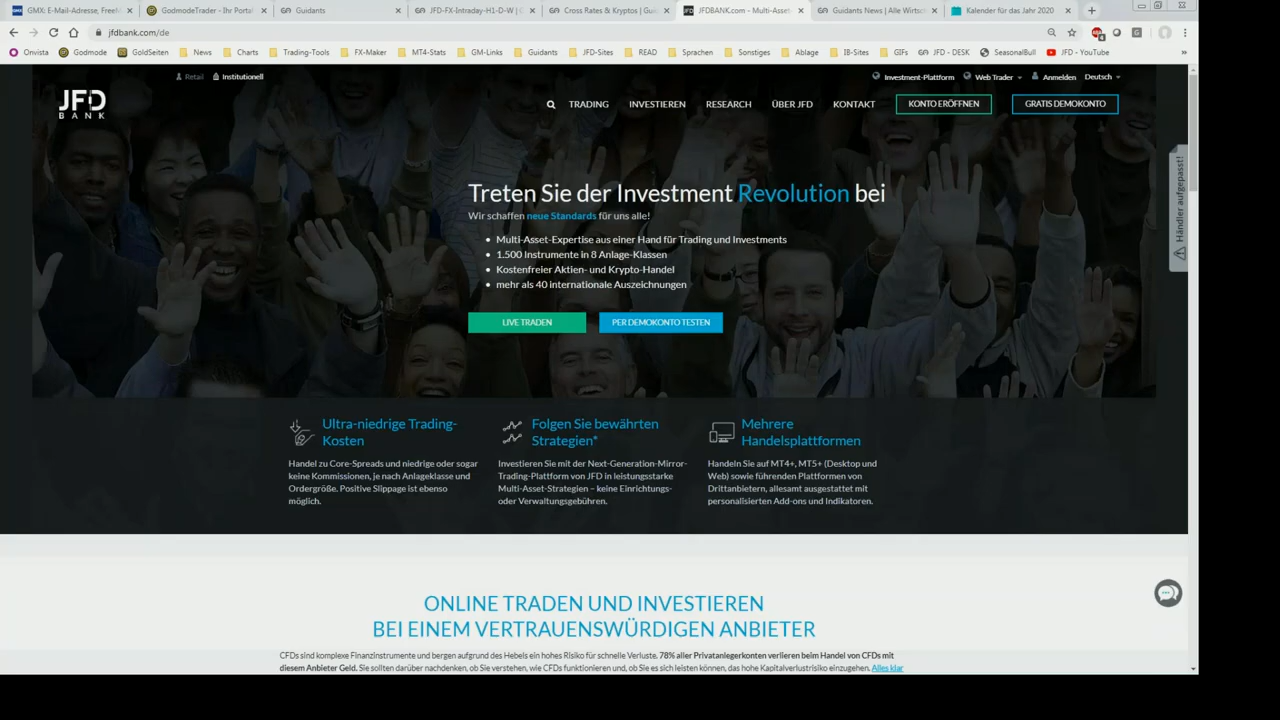 GMX: E-Mail-Adresse, FreeM
GodmodeTrader - Ihr Portal
Guidants
JFD-FX-Intraday-H1-D-W | G
Cross Rates & Kryptos | Guid
JFDBANK.com - Multi-Asset-
Guidants News | Alle Wirtsch
Kalender für das Jahr 2020
jfdbank.com/de
Onvista
Godmode
GoldSeiten
News
Charts
Trading-Tools
FX-Maker
MT4-Stats
GM-Links
Guidants
JFD-Sites
READ
Sprachen
Sonstiges
Ablage
IB-Sites
GIFs
JFD - DESK
SeasonalBull
JFD - YouTube
Retail
Institutionell
Investment-Plattform
Web Trader
Anmelden
Deutsch
JFD
BANK
TRADING
INVESTIEREN
RESEARCH
ÜBER JFD
KONTAKT
KONTO ERÖFFNEN
GRATIS DEMOKONTO
Händler aufgepasst!
Treten Sie der Investment Revolution bei
Wir schaffen neue Standards für uns alle!
• Multi-Asset-Expertise aus einer Hand für Trading und Investments
• 1.500 Instrumente in 8 Anlage-Klassen
• Kostenfreier Aktien- und Krypto-Handel
• mehr als 40 internationale Auszeichnungen
LIVE TRADEN
PER DEMOKONTO TESTEN
Ultra-niedrige Trading-
Kosten
Handel zu Core-Spreads und niedrige oder sogar
keine Kommissionen, je nach Anlageklasse und
Ordergröße. Positive Slippage ist ebenso
möglich.
Folgen Sie bewährten
Strategien*
Investieren Sie mit der Next-Generation-Mirror-
Trading-Plattform von JFD in leistungsstarke
Multi-Asset-Strategien – keine Einrichtungs-
oder Verwaltungsgebühren.
Mehrere
Handelsplattformen
Handeln Sie auf MT4+, MT5+ (Desktop und
Web) sowie führenden Plattformen von
Drittanbietern, allesamt ausgestattet mit
personalisierten Add-ons und Indikatoren.
ONLINE TRADEN UND INVESTIEREN
BEI EINEM VERTRAUENSWÜRDIGEN ANBIETER
CFDs sind komplexe Finanzinstrumente und bergen aufgrund des Hebels ein hohes Risiko für schnelle Verluste. 78% aller Privatanlegerkonten verlieren beim Handel von CFDs mit
diesem Anbieter Geld. Sie sollten darüber nachdenken, ob Sie verstehen, wie CFDs funktionieren und, ob Sie es sich leisten können, das hohe Kapitalverlustrisiko einzugehen. Alles klar